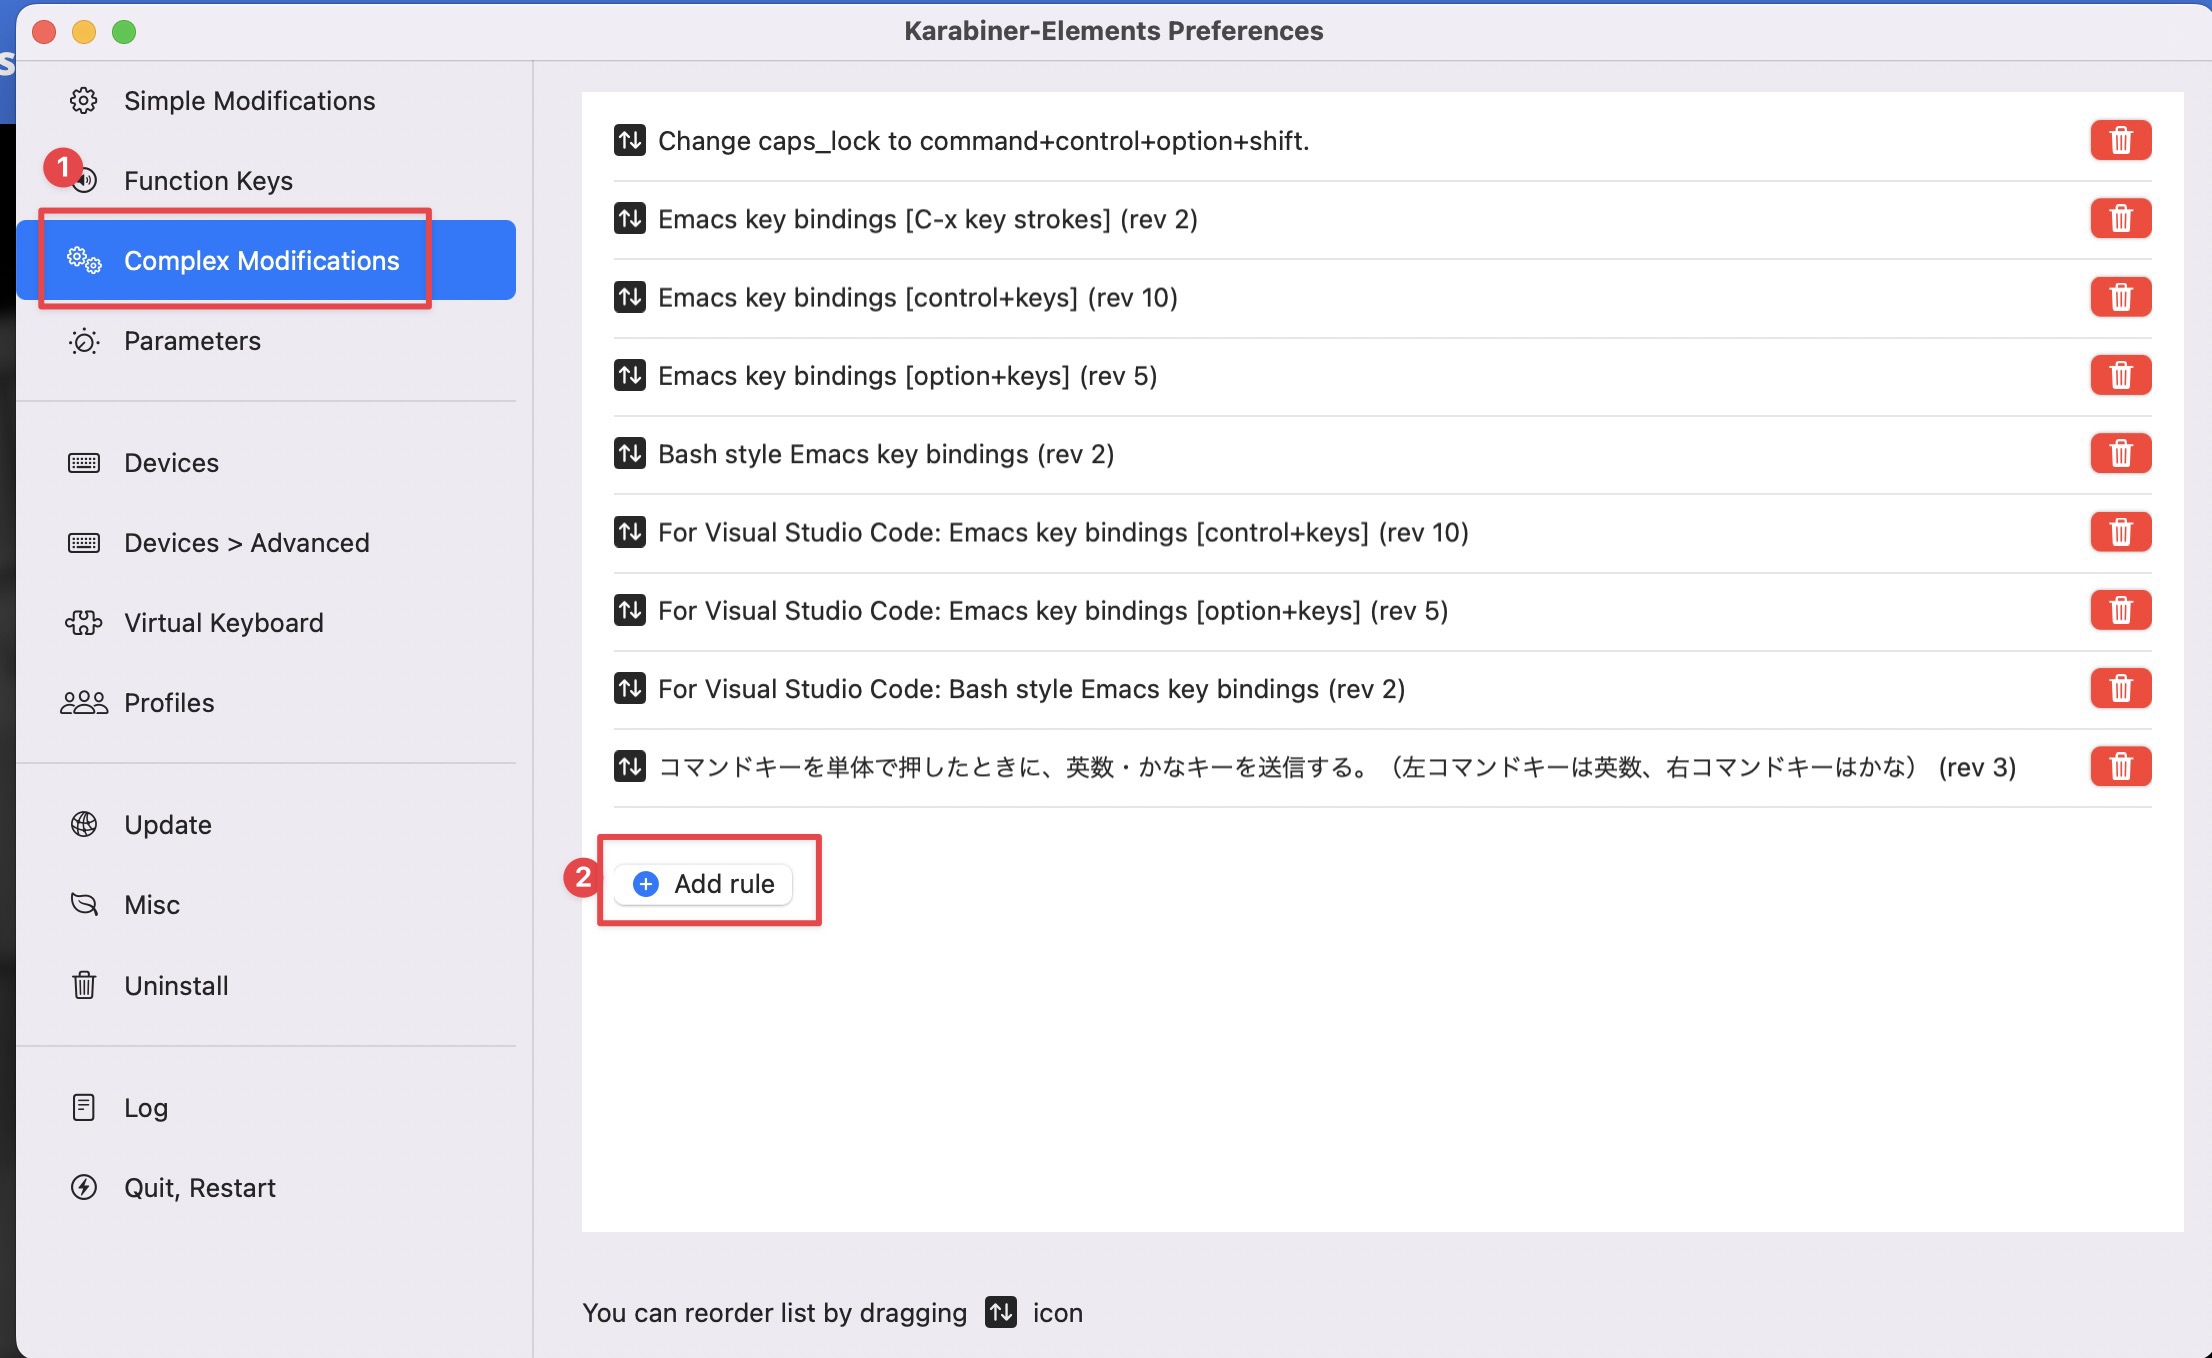 Karabiner-Elements Preferences
s
Simple Modifications
1
Function Keys
Complex Modifications
Parameters
Devices
Devices > Advanced
Virtual Keyboard
Profiles
Update
Misc
Uninstall
Log
Quit, Restart
Change caps_lock to command+control+option+shift.
Emacs key bindings [C-x key strokes] (rev 2)
Emacs key bindings [control+keys] (rev 10)
Emacs key bindings [option+keys] (rev 5)
Bash style Emacs key bindings (rev 2)
For Visual Studio Code: Emacs key bindings [control+keys] (rev 10)
For Visual Studio Code: Emacs key bindings [option+keys] (rev 5)
For Visual Studio Code: Bash style Emacs key bindings (rev 2)
コマンドキーを単体で押したときに、英数・かなキーを送信する。（左コマンドキーは英数、右コマンドキーはかな） (rev 3)
2
Add rule
You can reorder list by dragging icon